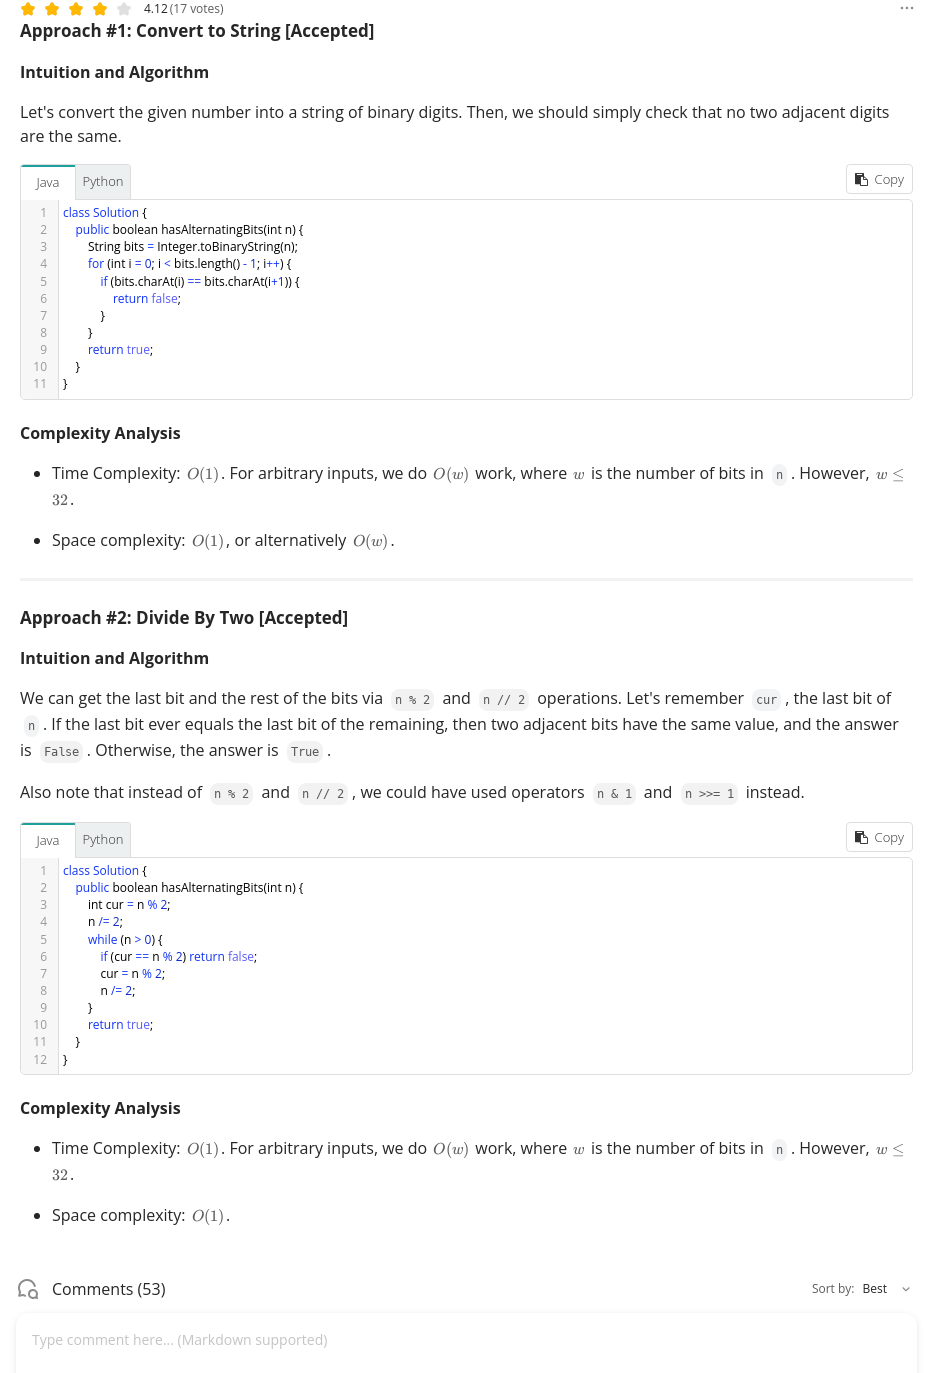 4.12 (17 votes)
Approach #1: Convert to String [Accepted]
Intuition and Algorithm
Let's convert the given number into a string of binary digits. Then, we should simply check that no two adjacent digits
are the same.
Java Python Copy
1 class Solution {
2     public boolean hasAlternatingBits(int n) {
3         String bits = Integer.toBinaryString(n);
4         for (int i = 0; i < bits.length() - 1; i++) {
5             if (bits.charAt(i) == bits.charAt(i+1)) {
6                 return false;
7             }
8         }
9         return true;
10     }
11 }
Complexity Analysis
• Time Complexity: O(1). For arbitrary inputs, we do O(w) work, where w is the number of bits in n . However, w ≤
32.
• Space complexity: O(1), or alternatively O(w).
Approach #2: Divide By Two [Accepted]
Intuition and Algorithm
We can get the last bit and the rest of the bits via n % 2 and n // 2 operations. Let's remember cur , the last bit of
n . If the last bit ever equals the last bit of the remaining, then two adjacent bits have the same value, and the answer
is False . Otherwise, the answer is True .
Also note that instead of n % 2 and n // 2 , we could have used operators n & 1 and n >>= 1 instead.
Java Python Copy
1 class Solution {
2     public boolean hasAlternatingBits(int n) {
3         int cur = n % 2;
4         n /= 2;
5         while (n > 0) {
6             if (cur == n % 2) return false;
7             cur = n % 2;
8             n /= 2;
9         }
10         return true;
11     }
12 }
Complexity Analysis
• Time Complexity: O(1). For arbitrary inputs, we do O(w) work, where w is the number of bits in n . However, w ≤
32.
• Space complexity: O(1).
Comments (53) Sort by: Best
Type comment here... (Markdown supported)